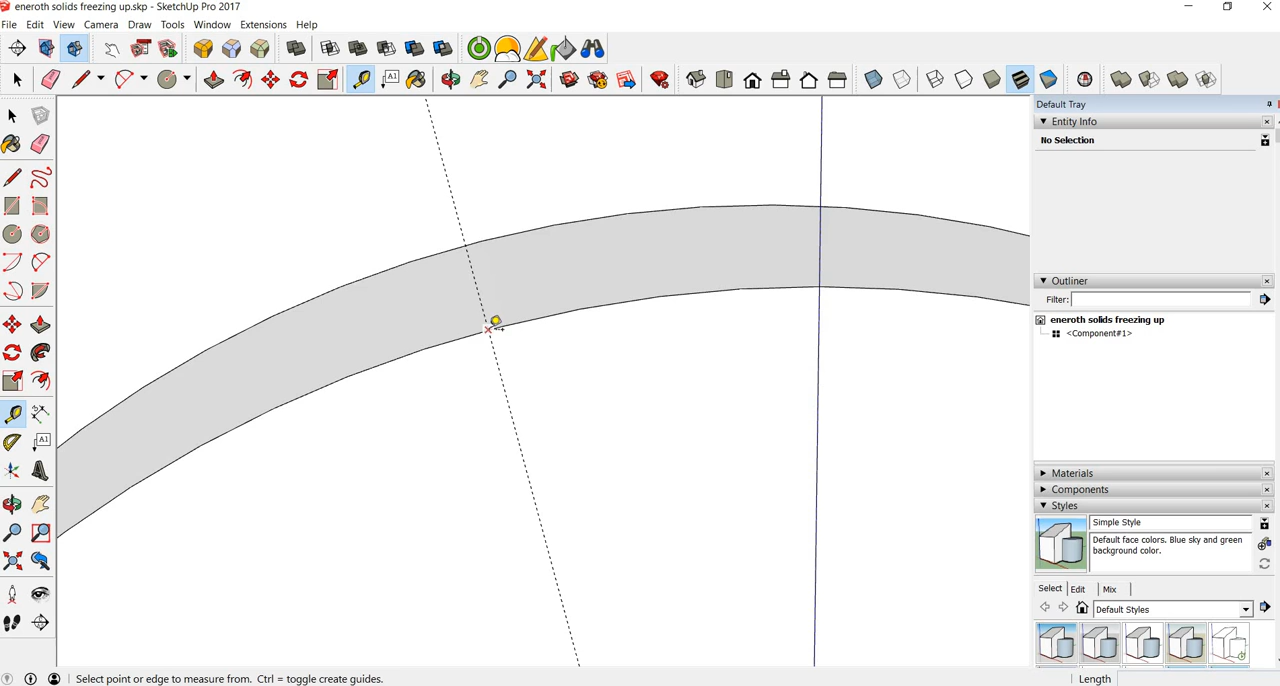 eneroth solids freezing up.skp - SketchUp Pro 2017
File Edit View Camera Draw Tools Window Extensions Help
A1
Default Tray
Entity Info
No Selection
Outliner
Filter:
eneroth solids freezing up
<Component#1>
Materials
Components
Styles
Simple Style
Default face colors. Blue sky and green
background color.
Select Edit Mix
Default Styles
A1
Select point or edge to measure from. Ctrl = toggle create guides.
Length